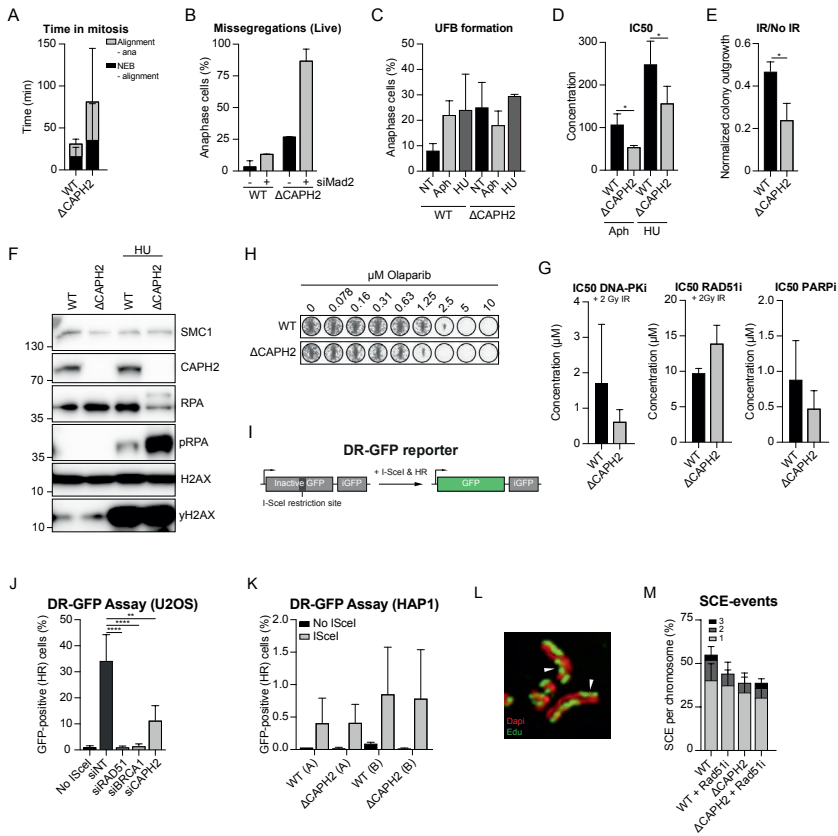 A
Time in mitosis
Time (min)
150
100
50
0
Alignment
- ana
NEB
- alignment
WT
ΔCAPH2
B
Missegregations (Live)
Anaphase cells (%)
100
75
50
25
0
- + - + siMad2
WT ΔCAPH2
C
UFB formation
Anaphase cells (%)
50
40
30
20
10
0
NT Aph HU NT Aph HU
WT ΔCAPH2
D
IC50
Concentration
300
200
100
0
* *
WT ΔCAPH2 WT ΔCAPH2
Aph HU
E
IR/No IR
Normalized colony outgrowth
0.6
0.4
0.2
0
*
WT
ΔCAPH2
F
HU
WT ΔCAPH2 WT ΔCAPH2
130 SMC1
70 CAPH2
35 RPA
35 pRPA
10 H2AX
10 yH2AX
H
µM Olaparib
0 0.078 0.16 0.31 0.63 1.25 2.5 5 10
WT
ΔCAPH2
G
IC50 DNA-PKi
+ 2 Gy IR
Concentration (µM)
4
3
2
1
0
WT
ΔCAPH2
IC50 RAD51i
+ 2Gy IR
Concentration (µM)
20
15
10
5
0
WT
ΔCAPH2
IC50 PARPi
Concentration (µM)
2.0
1.5
1.0
0.5
0.0
WT
ΔCAPH2
I
DR-GFP reporter
Inactive GFP iGFP
I-SceI restriction site
+ I-SceI & HR
GFP iGFP
J
DR-GFP Assay (U2OS)
GFP-positive (HR) cells (%)
50
40
30
20
10
0
**
****
****
No IScel
siNT
siRAD51
siBRCA1
siCAPH2
K
DR-GFP Assay (HAP1)
GFP-positive (HR) cells (%)
2.0
1.5
1.0
0.5
0.0
No IScel
IScel
WT (A)
ΔCAPH2 (A)
WT (B)
ΔCAPH2 (B)
L
Dapi
Edu
M
SCE-events
SCE per chromosome (%)
75
50
25
0
3
2
1
WT
WT + Rad51i
ΔCAPH2
ΔCAPH2 + Rad51i